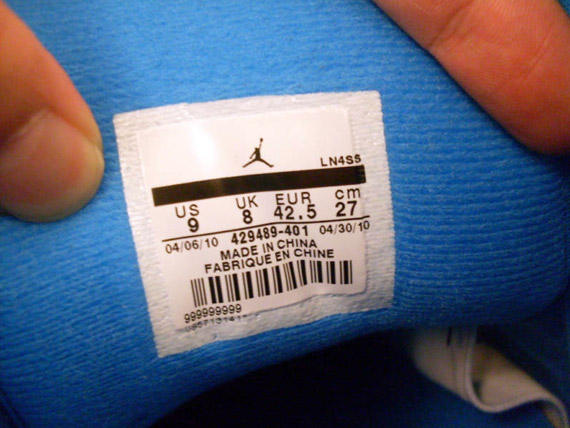 LN4S5
US UK EUR cm
9 8 42.5 27
04/06/10 429489-401 04/30/10
MADE IN CHINA
FABRIQUE EN CHINE
999999999